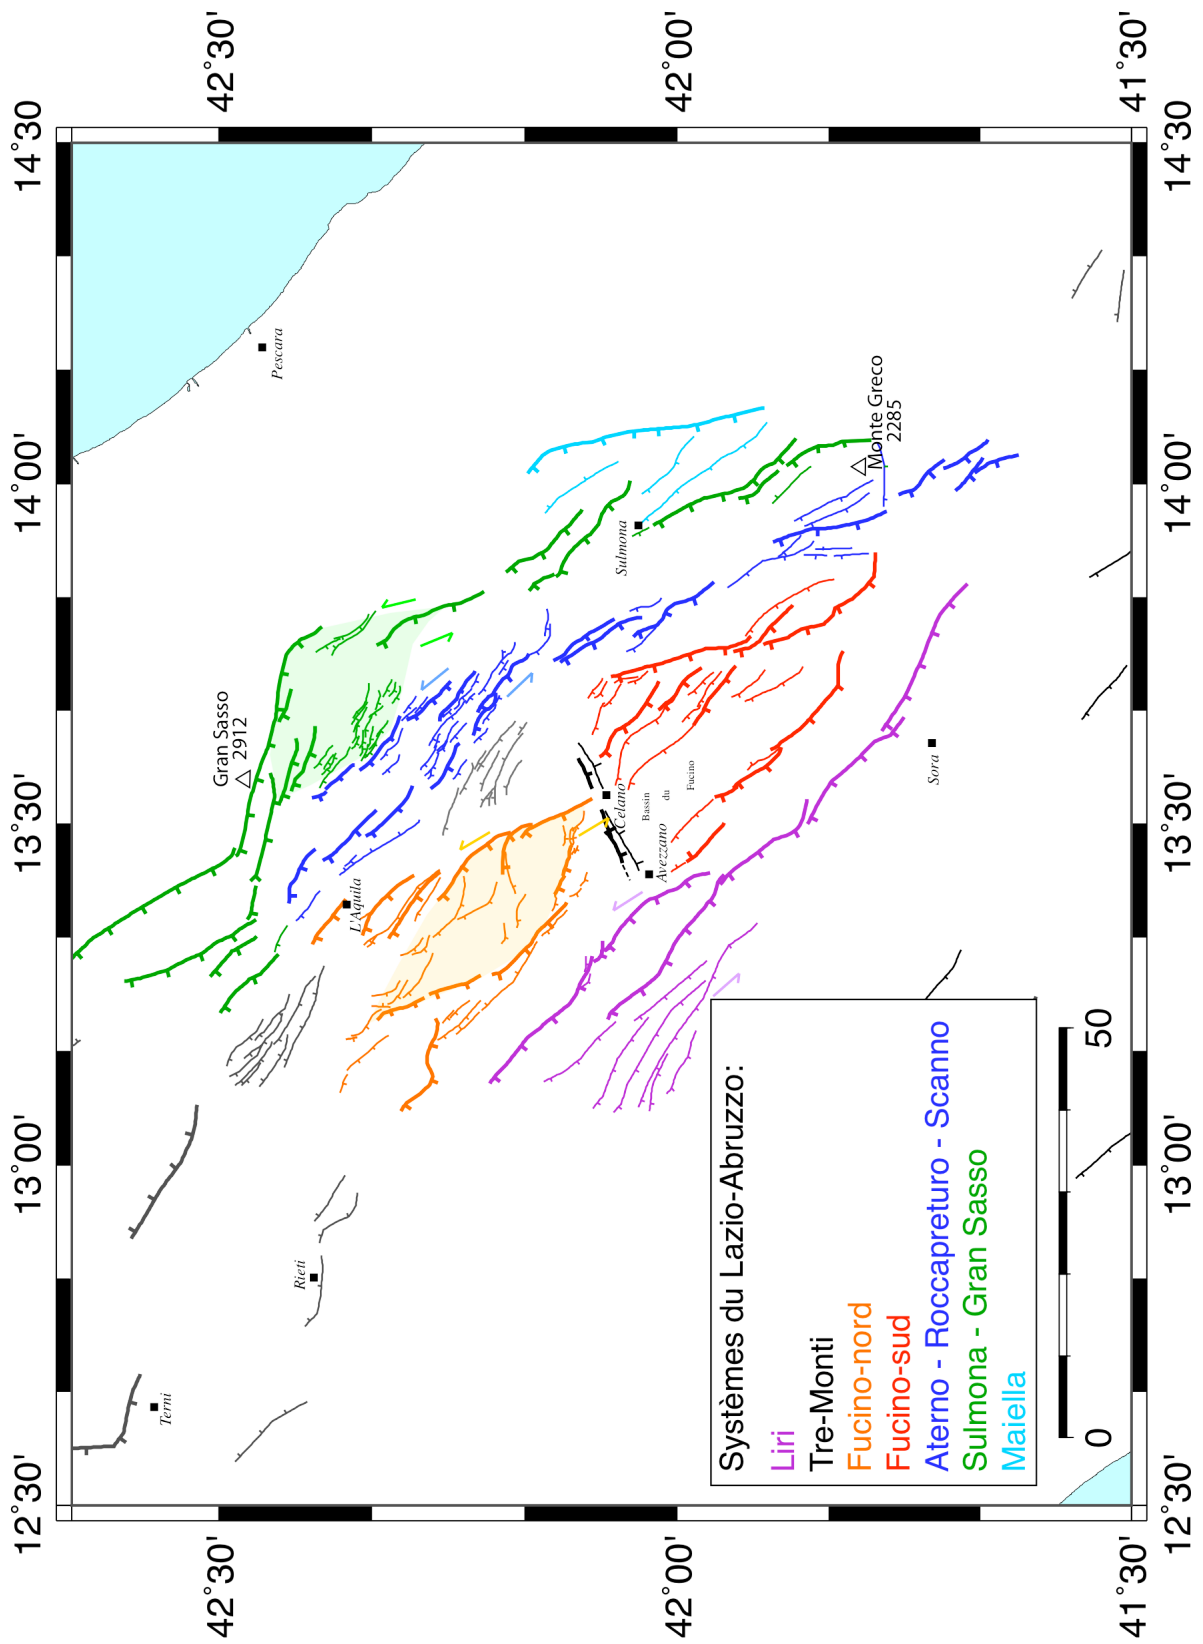 12˚30'
13˚00'
13˚30'
14˚00'
14˚30
42˚30'
42˚30'
Terni
Rieti
Gran Sasso
2912
Pescara
L'Aquila
Sulmona
Celano
Bassin
du
Fucino
Avezzano
42˚00'
42˚00'
Monte Greco
2285
Sora
Systèmes du Lazio-Abruzzo:
Liri
Tre-Monti
Fucino-nord
Fucino-sud
Aterno - Roccapreturo - Scanno
Sulmona - Gran Sasso
Maiella
0
50
41˚30'
41˚30'
12˚30'
13˚00'
13˚30'
14˚00'
14˚30